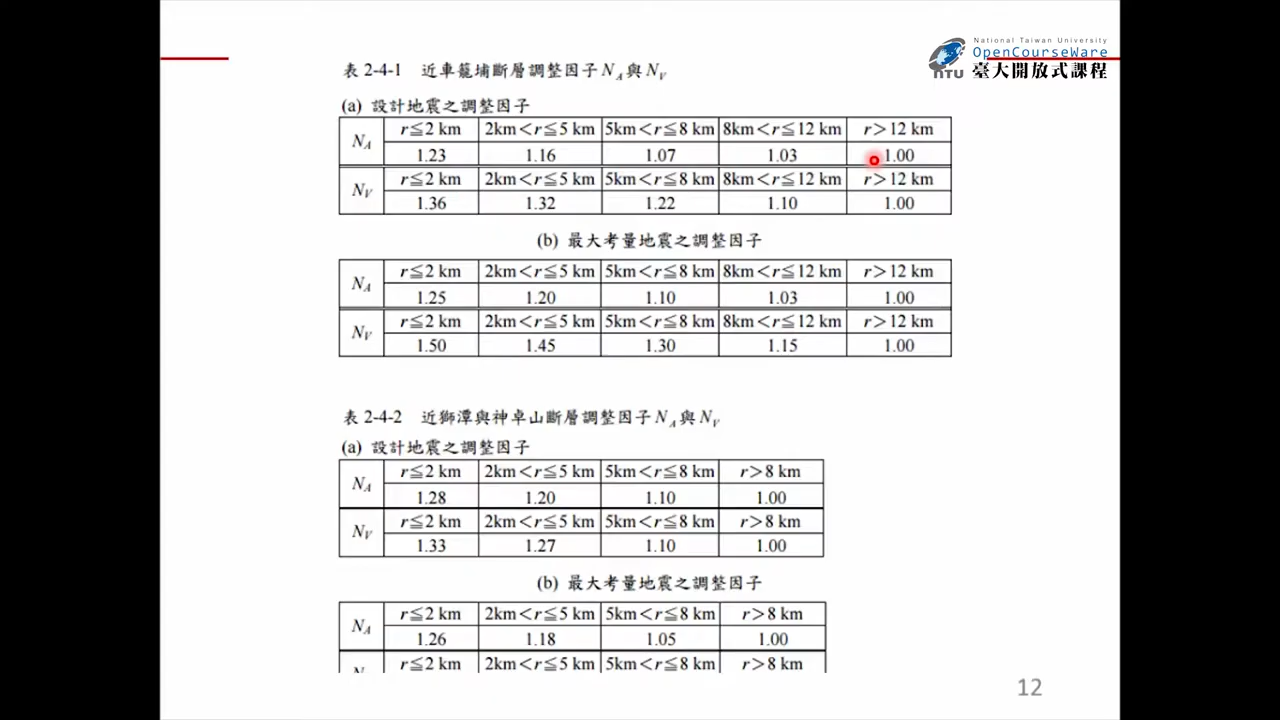 National Taiwan University
OpenCourseWare
NTU 臺大開放式課程
表 2-4-1 近車籠埔斷層調整因子 N_A 與 N_V
(a) 設計地震之調整因子
N_A r≦2 km 2km<r≦5 km 5km<r≦8 km 8km<r≦12 km r>12 km
1.23 1.16 1.07 1.03 1.00
N_V r≦2 km 2km<r≦5 km 5km<r≦8 km 8km<r≦12 km r>12 km
1.36 1.32 1.22 1.10 1.00
(b) 最大考量地震之調整因子
N_A r≦2 km 2km<r≦5 km 5km<r≦8 km 8km<r≦12 km r>12 km
1.25 1.20 1.10 1.03 1.00
N_V r≦2 km 2km<r≦5 km 5km<r≦8 km 8km<r≦12 km r>12 km
1.50 1.45 1.30 1.15 1.00
表 2-4-2 近獅潭與神卓山斷層調整因子 N_A 與 N_V
(a) 設計地震之調整因子
N_A r≦2 km 2km<r≦5 km 5km<r≦8 km r>8 km
1.28 1.20 1.10 1.00
N_V r≦2 km 2km<r≦5 km 5km<r≦8 km r>8 km
1.33 1.27 1.10 1.00
(b) 最大考量地震之調整因子
N_A r≦2 km 2km<r≦5 km 5km<r≦8 km r>8 km
1.26 1.18 1.05 1.00
r≦2 km 2km<r≦5 km 5km<r≦8 km r>8 km
12